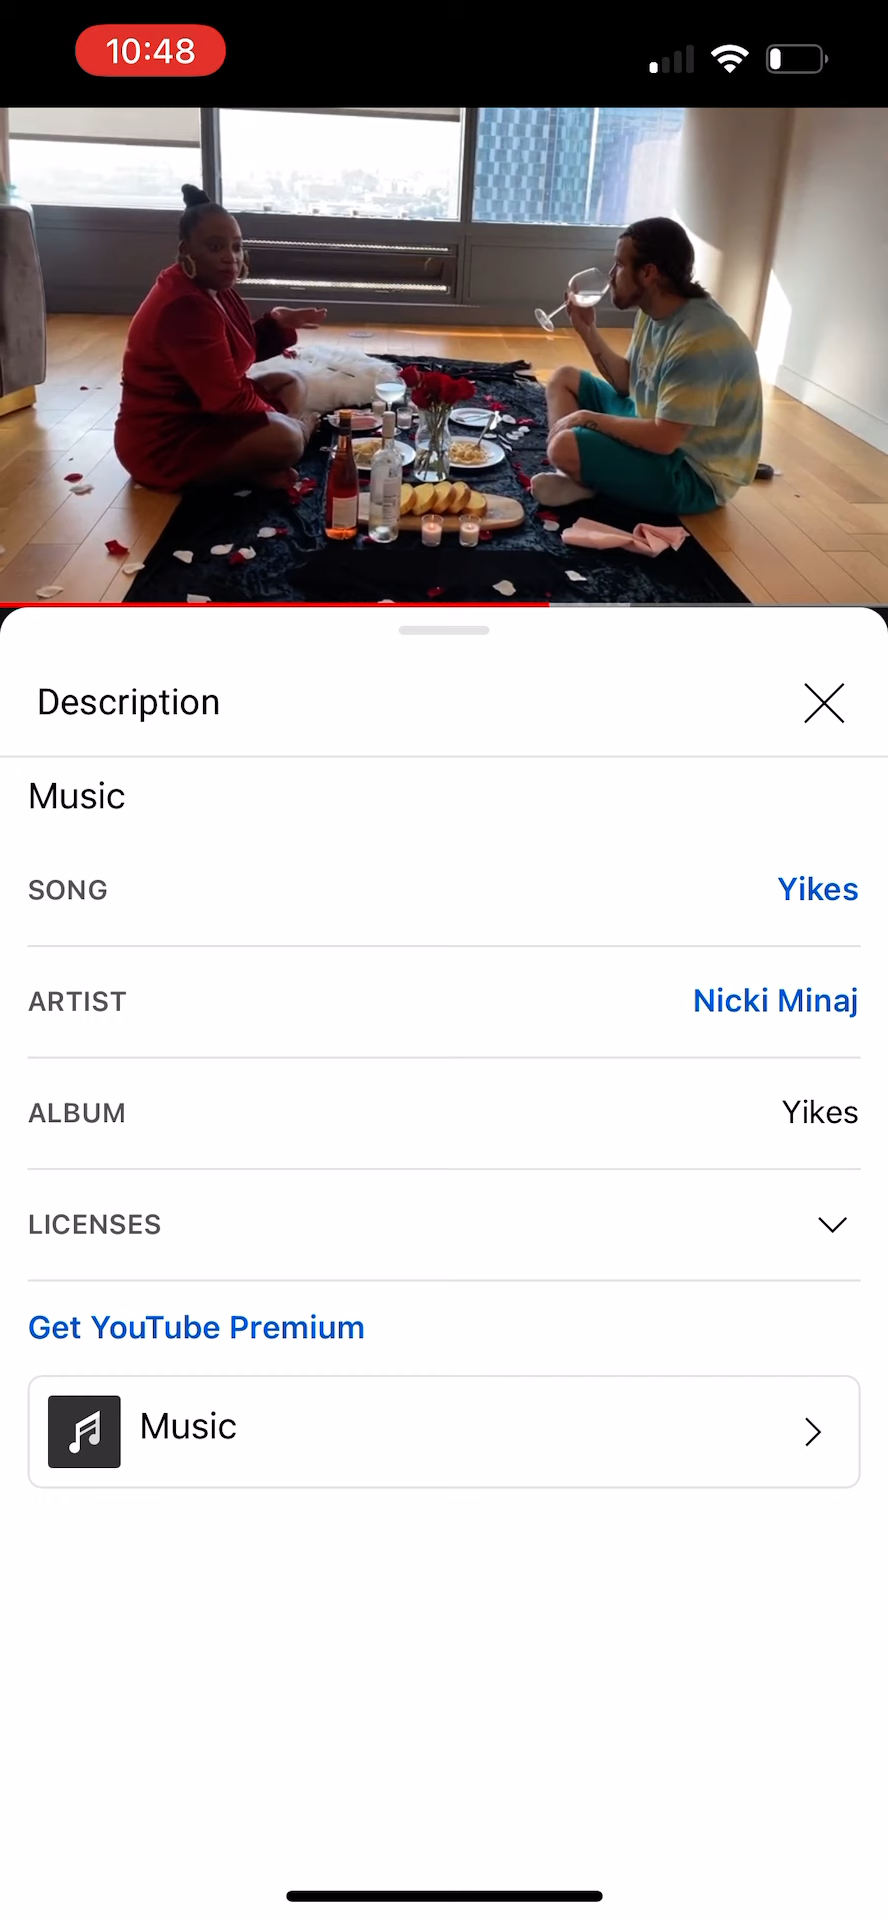 10:48
Description
Music
SONG Yikes
ARTIST Nicki Minaj
ALBUM Yikes
LICENSES
Get YouTube Premium
Music